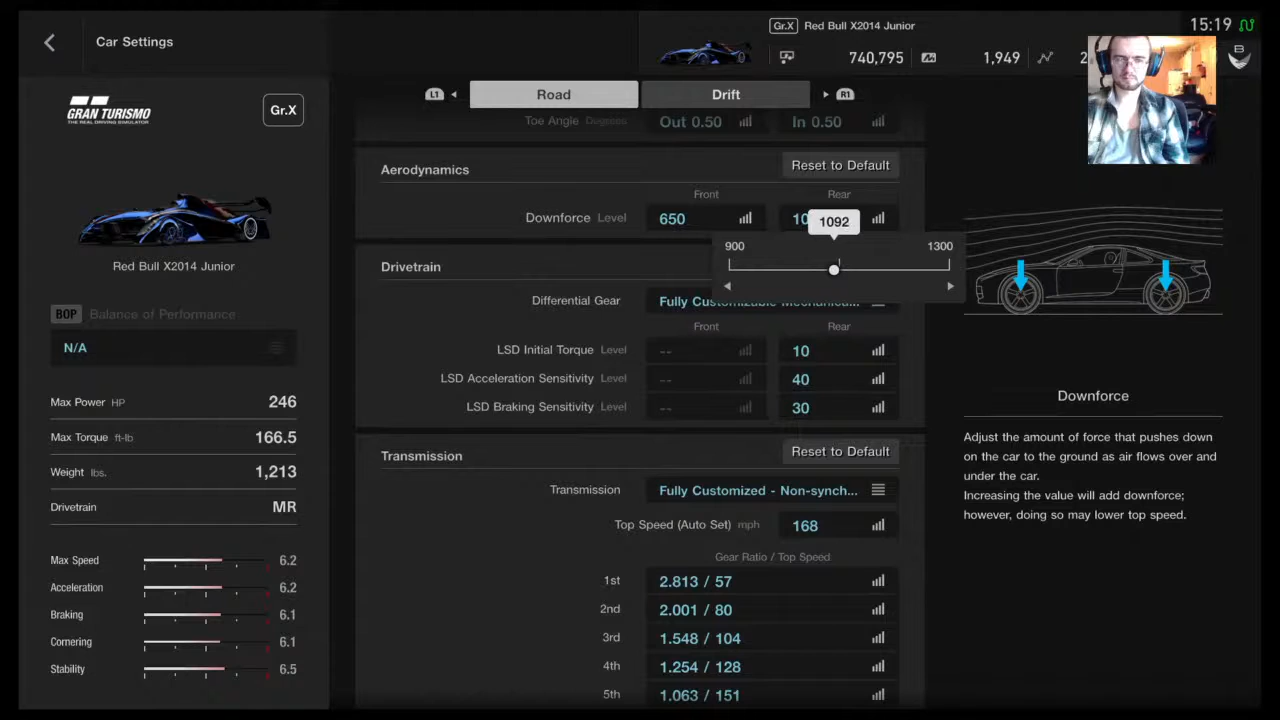 Car Settings
Gr.X Red Bull X2014 Junior
740,795 1,949 2
15:19
B
GRAN TURISMO
THE REAL DRIVING SIMULATOR
Gr.X
Red Bull X2014 Junior
BOP Balance of Performance
N/A
Max Power HP 246
Max Torque ft-lb 166.5
Weight lbs. 1,213
Drivetrain MR
Max Speed 6.2
Acceleration 6.2
Braking 6.1
Cornering 6.1
Stability 6.5
L1 Road Drift R1
Toe Angle Degrees Out 0.50 In 0.50
Aerodynamics Reset to Default
Front Rear
Downforce Level 650 10
1092
900 1300
Drivetrain
Differential Gear Fully Customizable Mechanica...
Front Rear
LSD Initial Torque Level -- 10
LSD Acceleration Sensitivity Level -- 40
LSD Braking Sensitivity Level -- 30
Transmission Reset to Default
Transmission Fully Customized - Non-synch...
Top Speed (Auto Set) mph 168
Gear Ratio / Top Speed
1st 2.813 / 57
2nd 2.001 / 80
3rd 1.548 / 104
4th 1.254 / 128
5th 1.063 / 151
Downforce
Adjust the amount of force that pushes down
on the car to the ground as air flows over and
under the car.
Increasing the value will add downforce;
however, doing so may lower top speed.